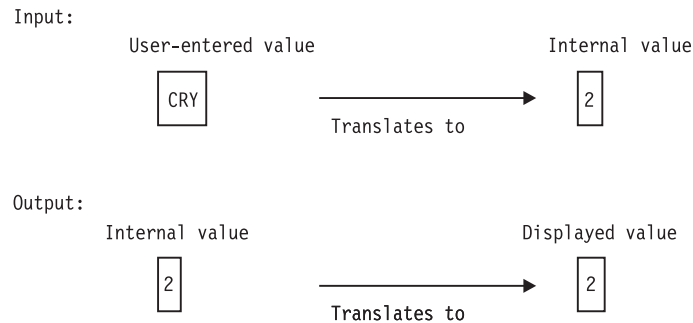 Input:
User-entered value Internal value
CRY 2
Translates to
Output:
Internal value Displayed value
2 2
Translates to